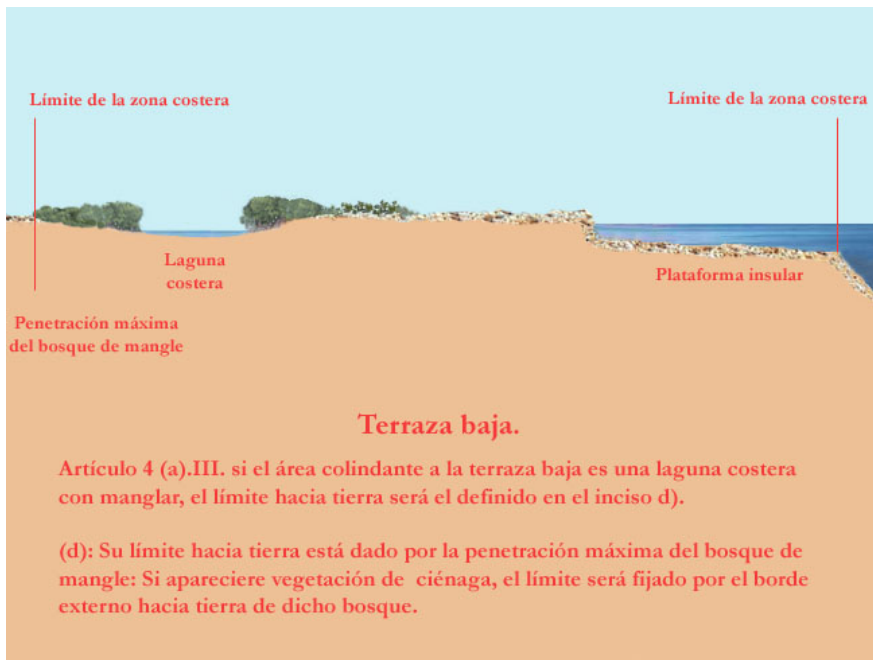 Límite de la zona costera
Límite de la zona costera
Laguna
costera
Plataforma insular
Penetración máxima
del bosque de mangle
Terraza baja.
Artículo 4 (a).III. si el área colindante a la terraza baja es una laguna costera
con manglar, el límite hacia tierra será el definido en el inciso d).
(d): Su límite hacia tierra está dado por la penetración máxima del bosque de
mangle: Si apareciere vegetación de ciénaga, el límite será fijado por el borde
externo hacia tierra de dicho bosque.